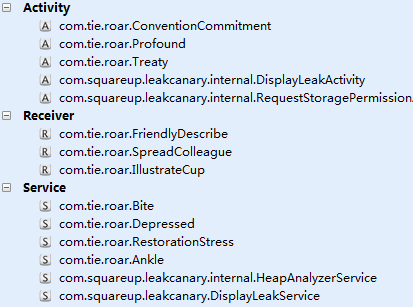 Activity
A com.tie.roar.ConventionCommitment
A com.tie.roar.Profound
A com.tie.roar.Treaty
A com.squareup.leakcanary.internal.DisplayLeakActivity
A com.squareup.leakcanary.internal.RequestStoragePermission.
Receiver
R com.tie.roar.FriendlyDescribe
R com.tie.roar.SpreadColleague
R com.tie.roar.IllustrateCup
Service
S com.tie.roar.Bite
S com.tie.roar.Depressed
S com.tie.roar.RestorationStress
S com.tie.roar.Ankle
S com.squareup.leakcanary.internal.HeapAnalyzerService
S com.squareup.leakcanary.DisplayLeakService